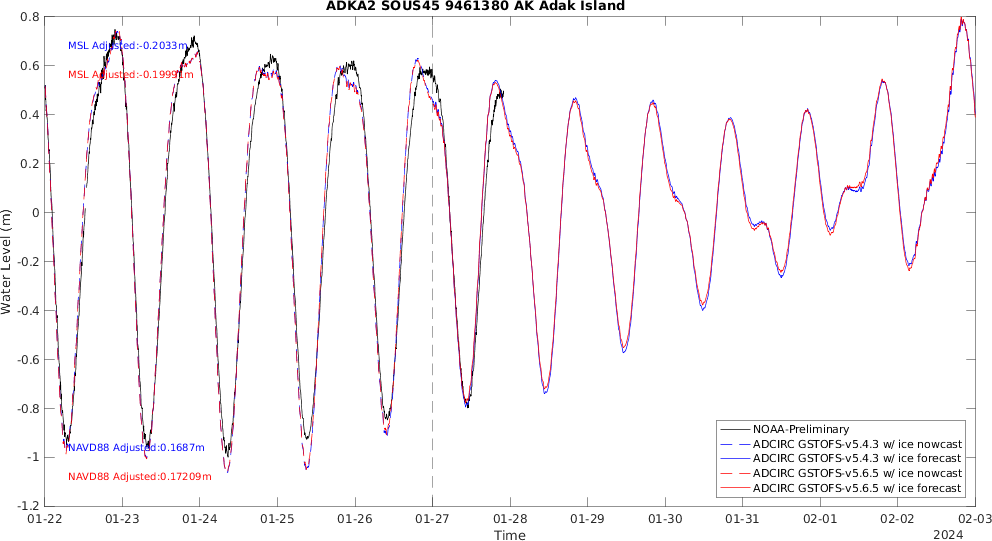 ADKA2 SOUS45 9461380 AK Adak Island
0.8
0.6
0.4
0.2
0
-0.2
-0.4
-0.6
-0.8
-1
-1.2
Water Level (m)
MSL Adjusted:-0.2033m
MSL Adjusted:-0.19991m
NAVD88 Adjusted:0.1687m
NAVD88 Adjusted:0.17209m
NOAA-Preliminary
ADCIRC GSTOFS-v5.4.3 w/ ice nowcast
ADCIRC GSTOFS-v5.4.3 w/ ice forecast
ADCIRC GSTOFS-v5.6.5 w/ ice nowcast
ADCIRC GSTOFS-v5.6.5 w/ ice forecast
01-22 01-23 01-24 01-25 01-26 01-27 01-28 01-29 01-30 01-31 02-01 02-02 02-03
Time
2024